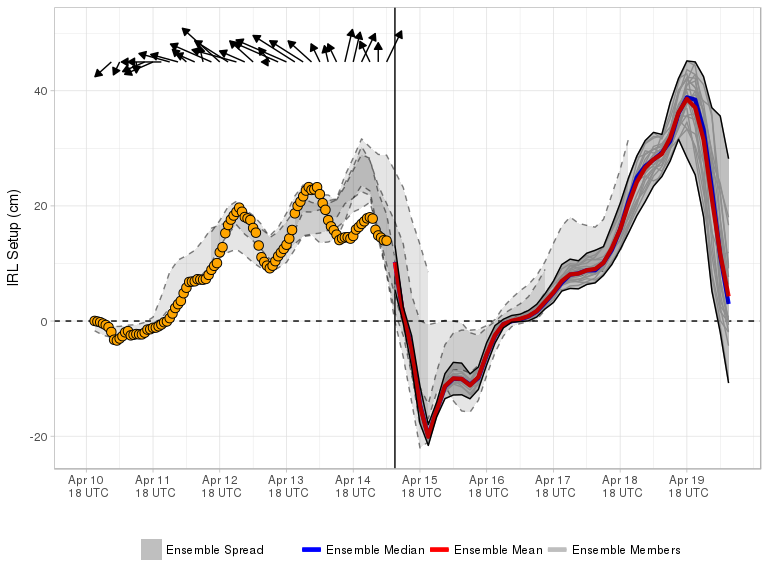 IRL Setup (cm)
40
20
0
-20
Apr 10 Apr 11 Apr 12 Apr 13 Apr 14 Apr 15 Apr 16 Apr 17 Apr 18 Apr 19
18 UTC 18 UTC 18 UTC 18 UTC 18 UTC 18 UTC 18 UTC 18 UTC 18 UTC 18 UTC
Ensemble Spread Ensemble Median Ensemble Mean Ensemble Members